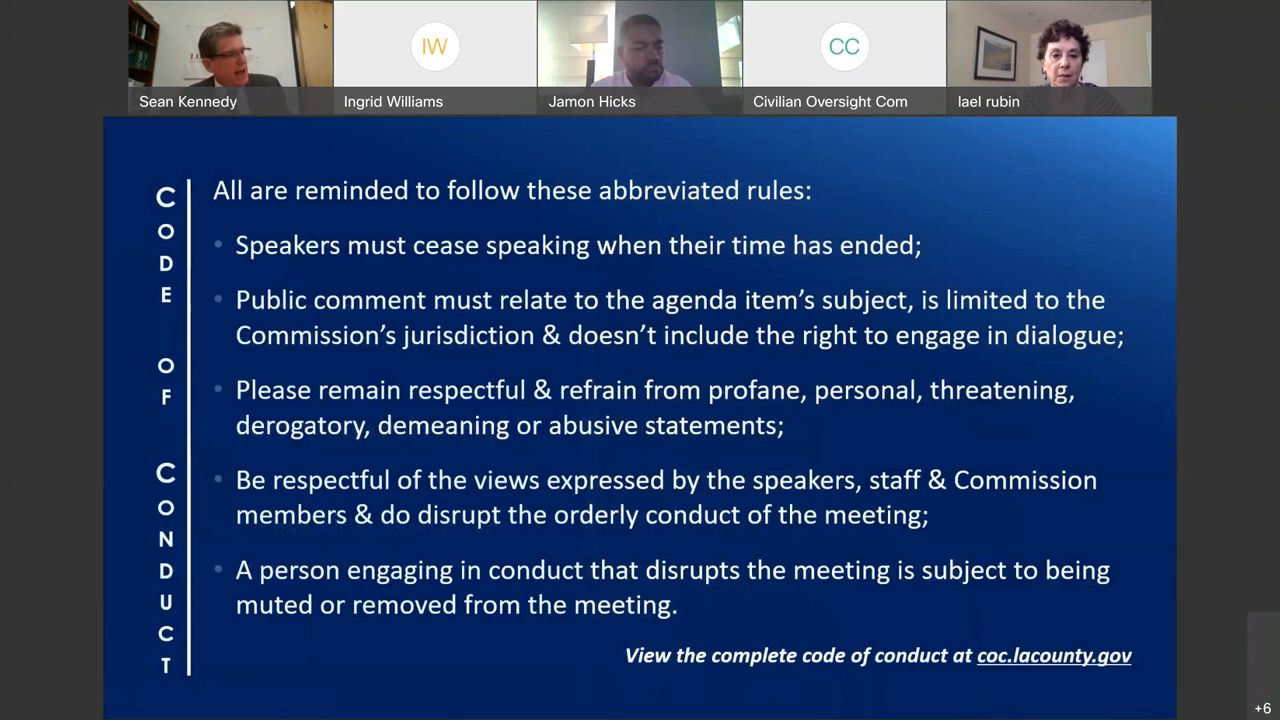 IW
CC
Sean Kennedy
Ingrid Williams
Jamon Hicks
Civilian Oversight Com
lael rubin
CODE OF CONDUCT
All are reminded to follow these abbreviated rules:
• Speakers must cease speaking when their time has ended;
• Public comment must relate to the agenda item’s subject, is limited to the
Commission’s jurisdiction & doesn’t include the right to engage in dialogue;
• Please remain respectful & refrain from profane, personal, threatening,
derogatory, demeaning or abusive statements;
• Be respectful of the views expressed by the speakers, staff & Commission
members & do disrupt the orderly conduct of the meeting;
• A person engaging in conduct that disrupts the meeting is subject to being
muted or removed from the meeting.
View the complete code of conduct at coc.lacounty.gov
+6